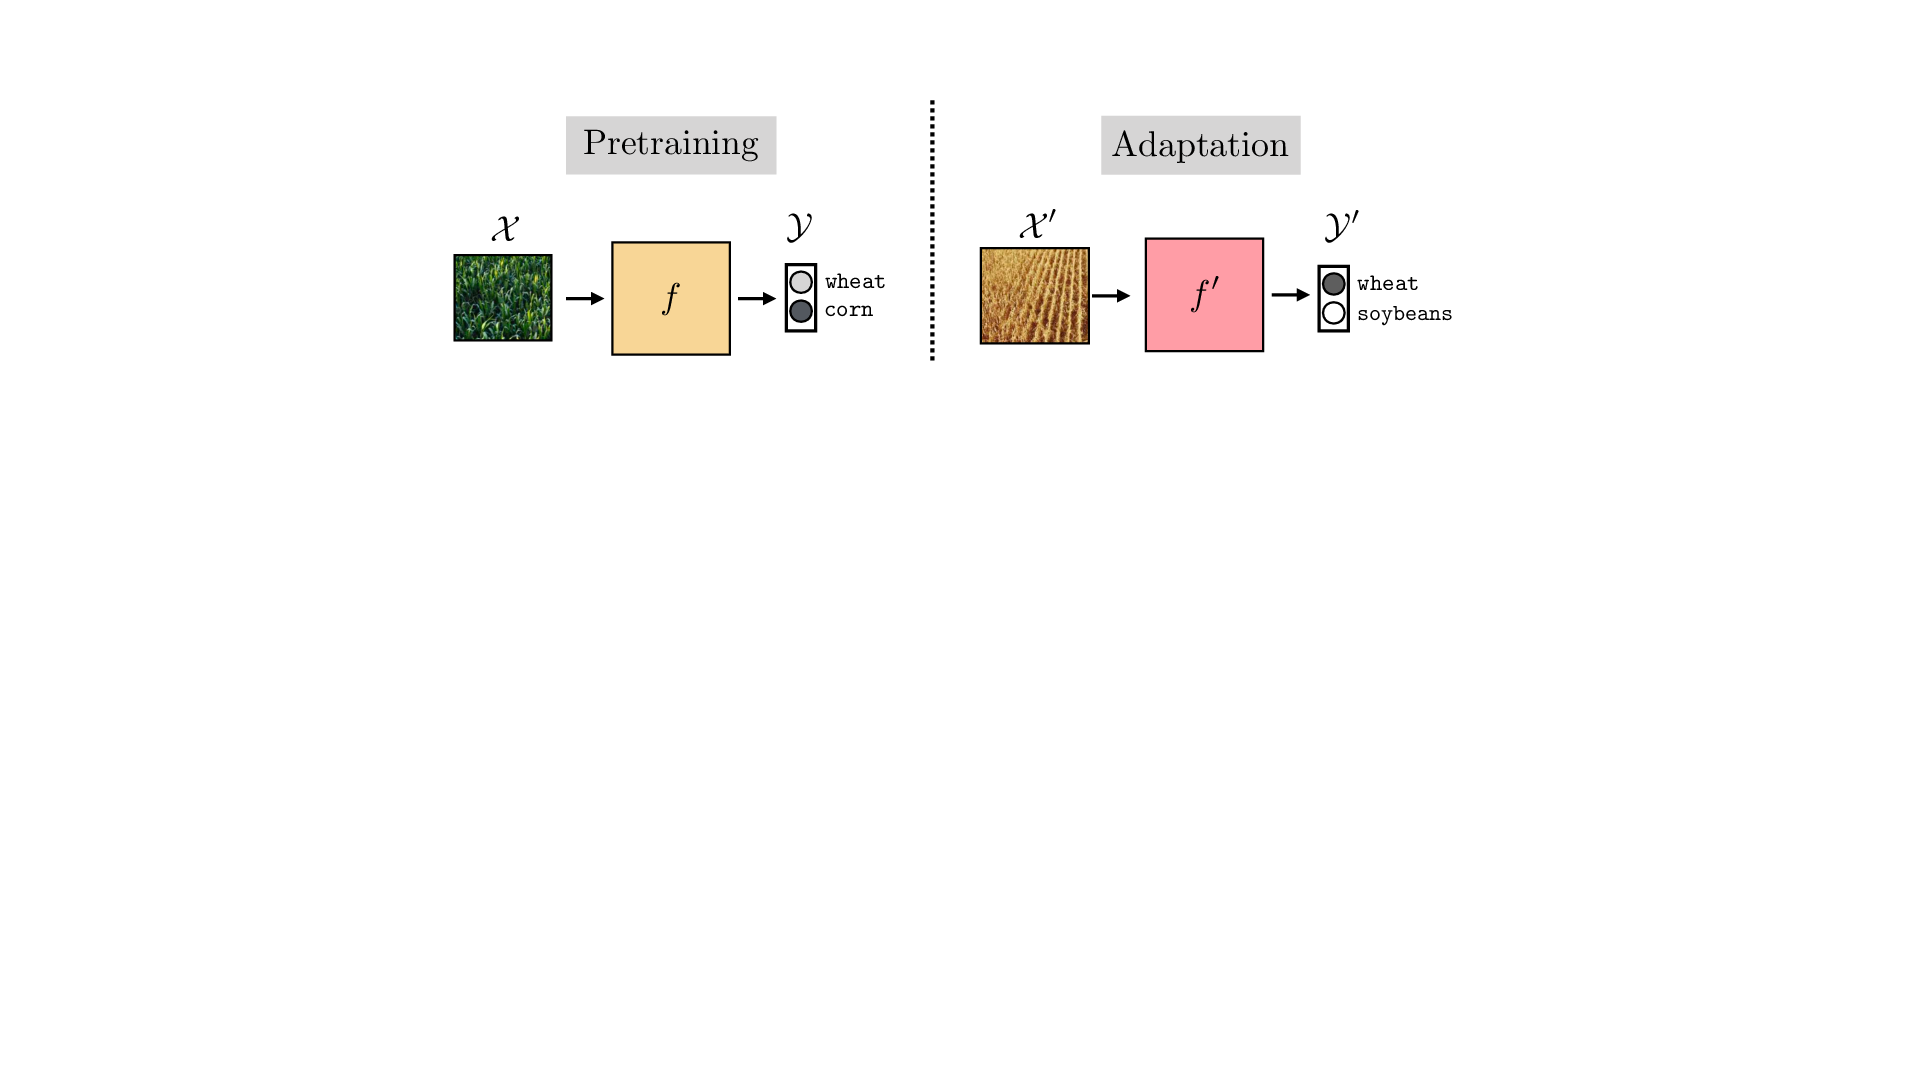 Pretraining
𝒳
f
𝒴
wheat
corn
Adaptation
𝒳′
f′
𝒴′
wheat
soybeans